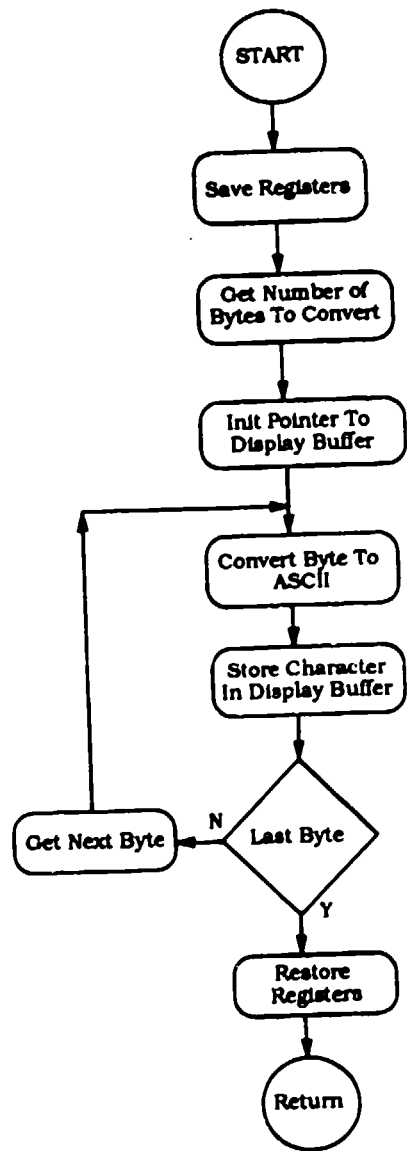 START
Save Registers
Get Number of
Bytes To Convert
Init Pointer To
Display Buffer
Convert Byte To
ASCII
Store Character
In Display Buffer
Last Byte
N
Get Next Byte
Y
Restore
Registers
Return